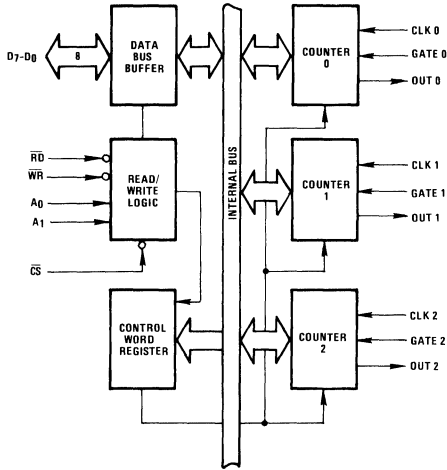 D7-D0
8
DATA
BUS
BUFFER
COUNTER
0
CLK 0
GATE 0
OUT 0
RD
WR
A0
A1
CS
READ/
WRITE
LOGIC
INTERNAL BUS
COUNTER
1
CLK 1
GATE 1
OUT 1
CONTROL
WORD
REGISTER
COUNTER
2
CLK 2
GATE 2
OUT 2